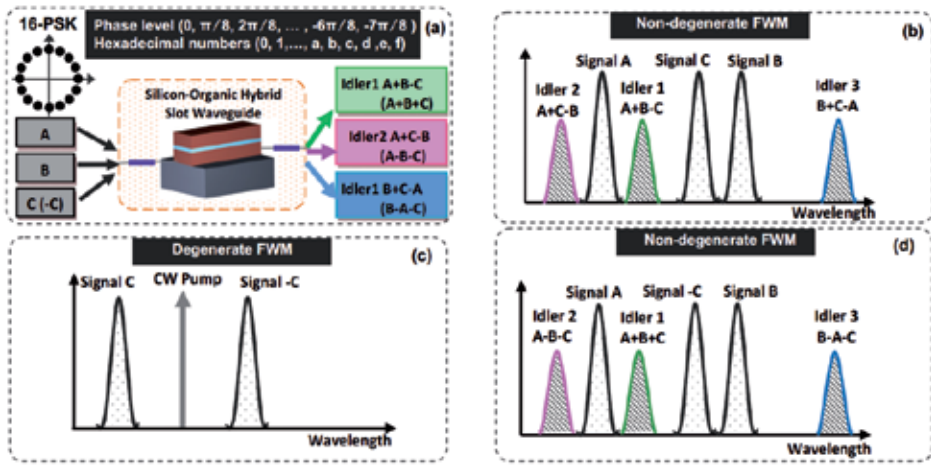 16-PSK
Phase level (0, π/8, 2π/8, ... , -6π/8, -7π/8 )
Hexadecimal numbers (0, 1,..., a, b, c, d ,e, f)
(a)
Silicon-Organic Hybrid
Slot Waveguide
A
B
C (-C)
Idler1 A+B-C
(A+B+C)
Idler2 A+C-B
(A-B-C)
Idler1 B+C-A
(B-A-C)
Non-degenerate FWM
(b)
Signal A
Signal C
Signal B
Idler 2
A+C-B
Idler 1
A+B-C
Idler 3
B+C-A
Wavelength
Degenerate FWM
(c)
Signal C
CW Pump
Signal -C
Wavelength
Non-degenerate FWM
(d)
Signal A
Signal -C
Signal B
Idler 2
A-B-C
Idler 1
A+B+C
Idler 3
B-A-C
Wavelength